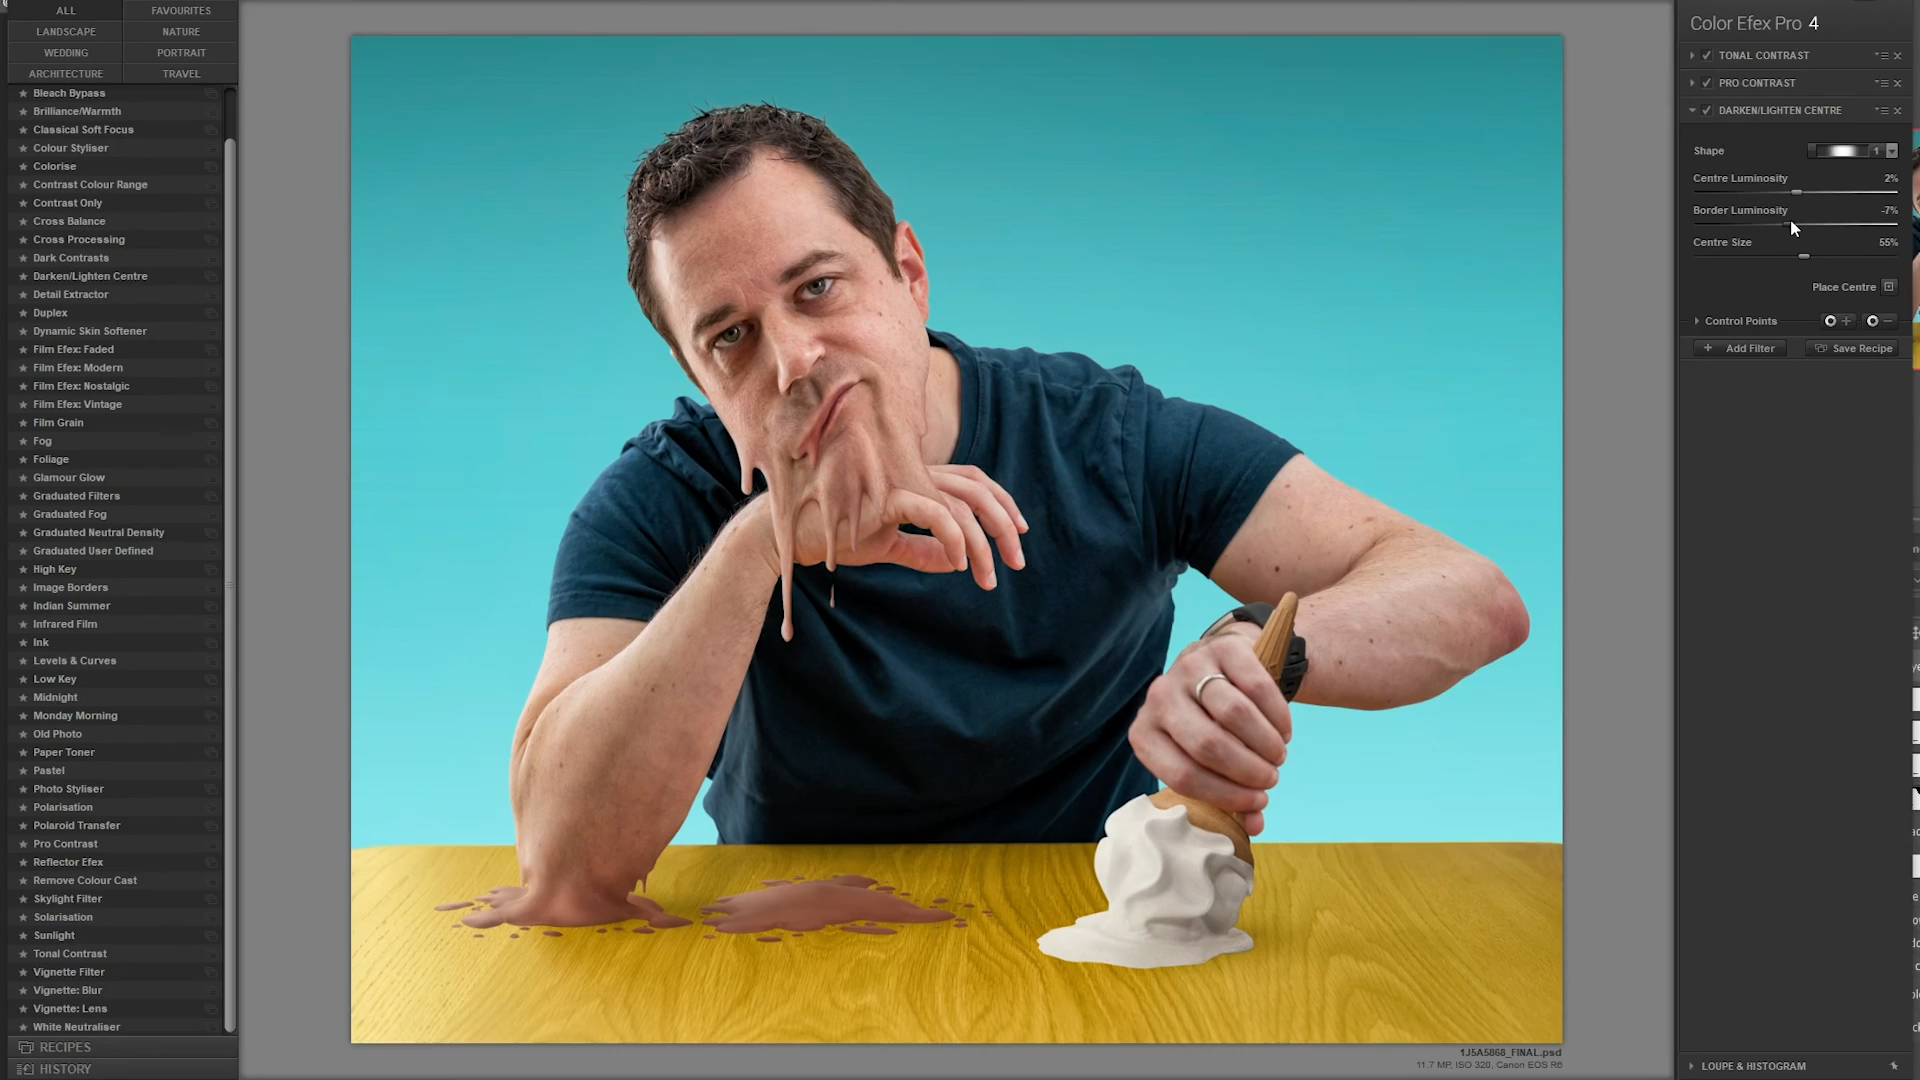 ALL
FAVOURITES
LANDSCAPE
NATURE
WEDDING
PORTRAIT
ARCHITECTURE
TRAVEL
Bleach Bypass
Brilliance/Warmth
Classical Soft Focus
Colour Styliser
Colorise
Contrast Colour Range
Contrast Only
Cross Balance
Cross Processing
Dark Contrasts
Darken/Lighten Centre
Detail Extractor
Duplex
Dynamic Skin Softener
Film Efex: Faded
Film Efex: Modern
Film Efex: Nostalgic
Film Efex: Vintage
Film Grain
Fog
Foliage
Glamour Glow
Graduated Filters
Graduated Fog
Graduated Neutral Density
Graduated User Defined
High Key
Image Borders
Indian Summer
Infrared Film
Ink
Levels & Curves
Low Key
Midnight
Monday Morning
Old Photo
Paper Toner
Pastel
Photo Styliser
Polarisation
Polaroid Transfer
Pro Contrast
Reflector Efex
Remove Colour Cast
Skylight Filter
Solarisation
Sunlight
Tonal Contrast
Vignette Filter
Vignette: Blur
Vignette: Lens
White Neutraliser
RECIPES
HISTORY
1J5A5868_FINAL.psd
11.7 MP, ISO 320, Canon EOS R6
Color Efex Pro 4
TONAL CONTRAST
PRO CONTRAST
DARKEN/LIGHTEN CENTRE
Shape 1
Centre Luminosity 2%
Border Luminosity -7%
Centre Size 55%
Place Centre
Control Points
Add Filter
Save Recipe
LOUPE & HISTOGRAM